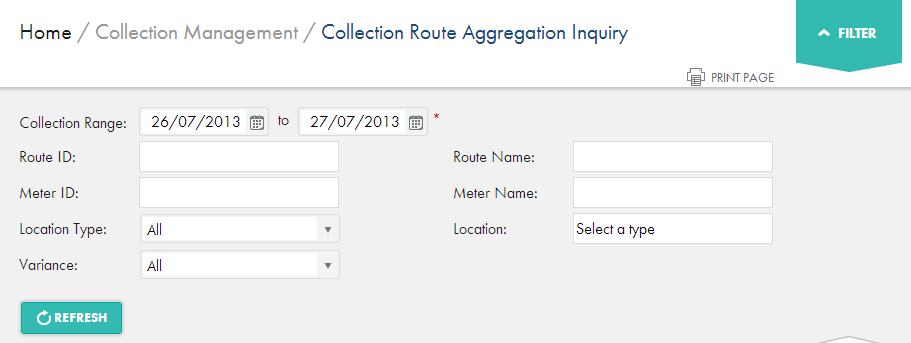 Home / Collection Management / Collection Route Aggregation Inquiry
FILTER
PRINT PAGE
Collection Range: 26/07/2013 to 27/07/2013 *
Route ID: Route Name:
Meter ID: Meter Name:
Location Type: All Location: Select a type
Variance: All
REFRESH